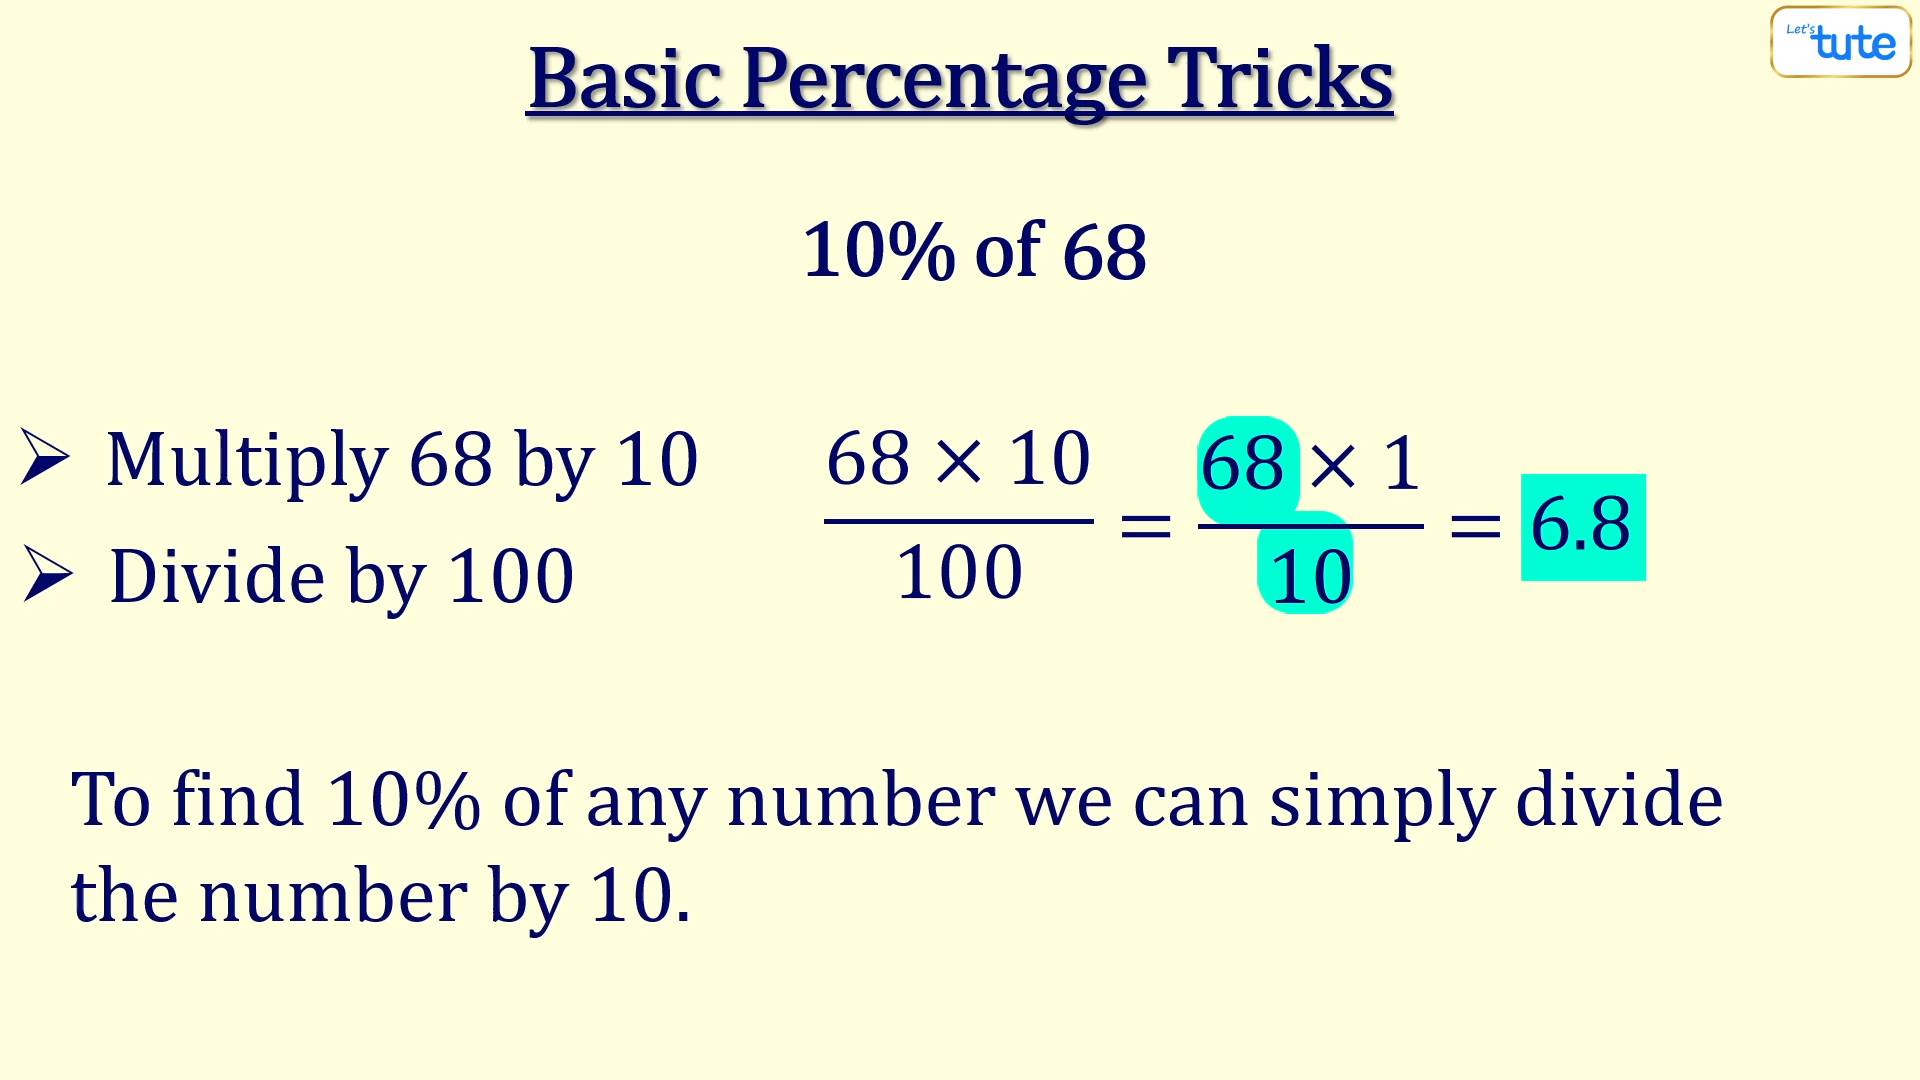 Let's tute
Basic Percentage Tricks
10% of 68
➢ Multiply 68 by 10
➢ Divide by 100
68 × 10 / 100 = 68 × 1 / 10 = 6.8
To find 10% of any number we can simply divide
the number by 10.